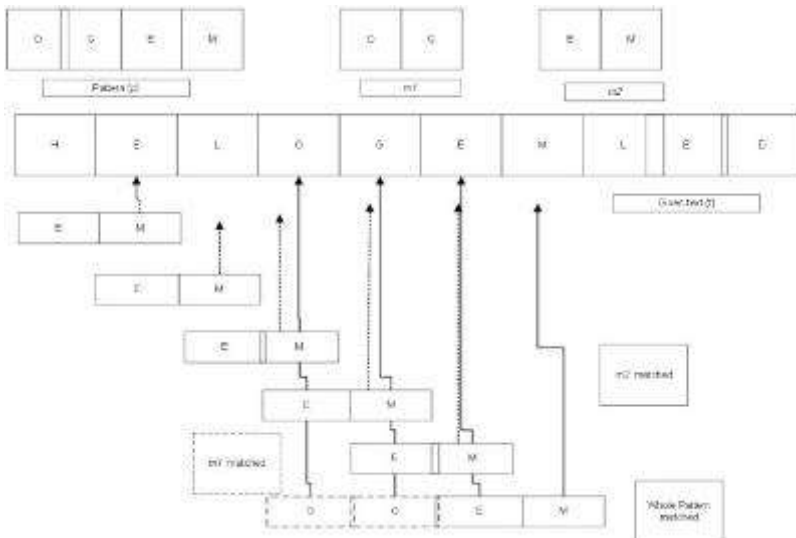 O G E M
O G
E M
Pattern (p)
m1
m2
H E L O G E M L E D
Given text (t)
E M
E M
E M
E M
m2 matched
E M
m1 matched
O G E M
Whole Pattern
matched